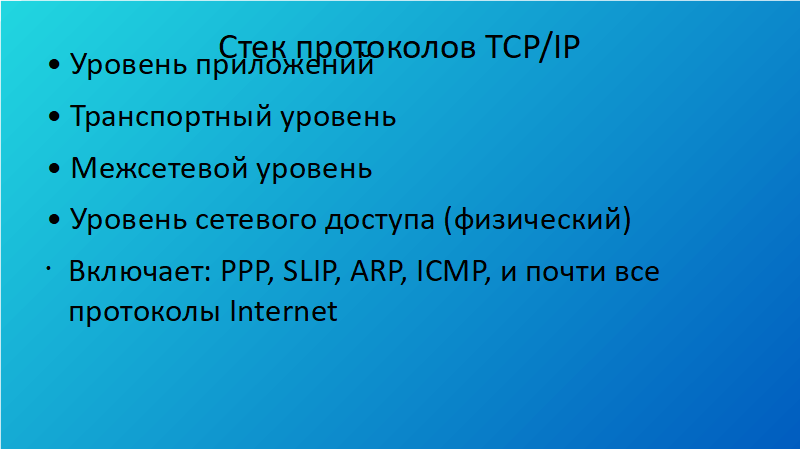 Стек протоколов TCP/IP
• Уровень приложений
• Транспортный уровень
• Межсетевой уровень
• Уровень сетевого доступа (физический)
• Включает: PPP, SLIP, ARP, ICMP, и почти все
протоколы Internet